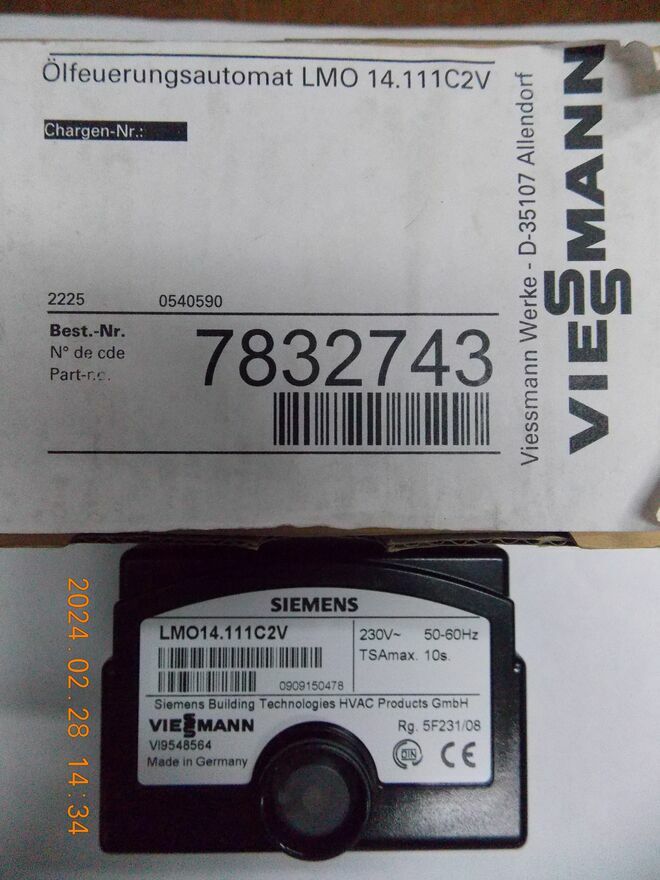 Ölfeuerungsautomat LMO 14.111C2V
Chargen-Nr.:
2225 0540590
Best.-Nr.
N° de cde
Part-no.
7832743
Viessmann Werke - D-35107 Allendorf
VIESSMANN
SIEMENS
LMO14.111C2V
230V~ 50-60Hz
TSAmax. 10s.
0909150478
Siemens Building Technologies HVAC Products GmbH
VIESSMANN
VI9548564
Made in Germany
Rg. 5F231/08
DIN
CE
2024.02.28 14:34